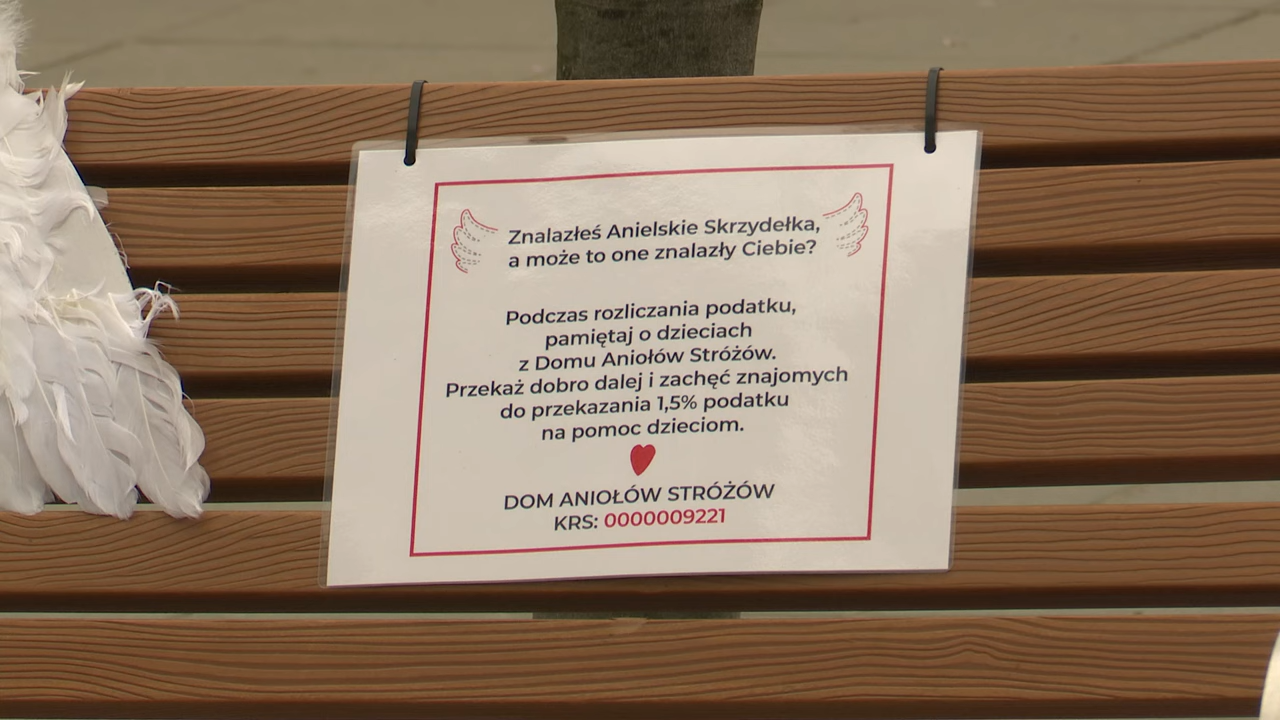 Znalazłeś Anielskie Skrzydełka,
a może to one znalazły Ciebie?
Podczas rozliczania podatku,
pamiętaj o dzieciach
z Domu Aniołów Stróżów.
Przekaż dobro dalej i zachęć znajomych
do przekazania 1,5% podatku
na pomoc dzieciom.
DOM ANIOŁÓW STRÓŻÓW
KRS: 0000009221